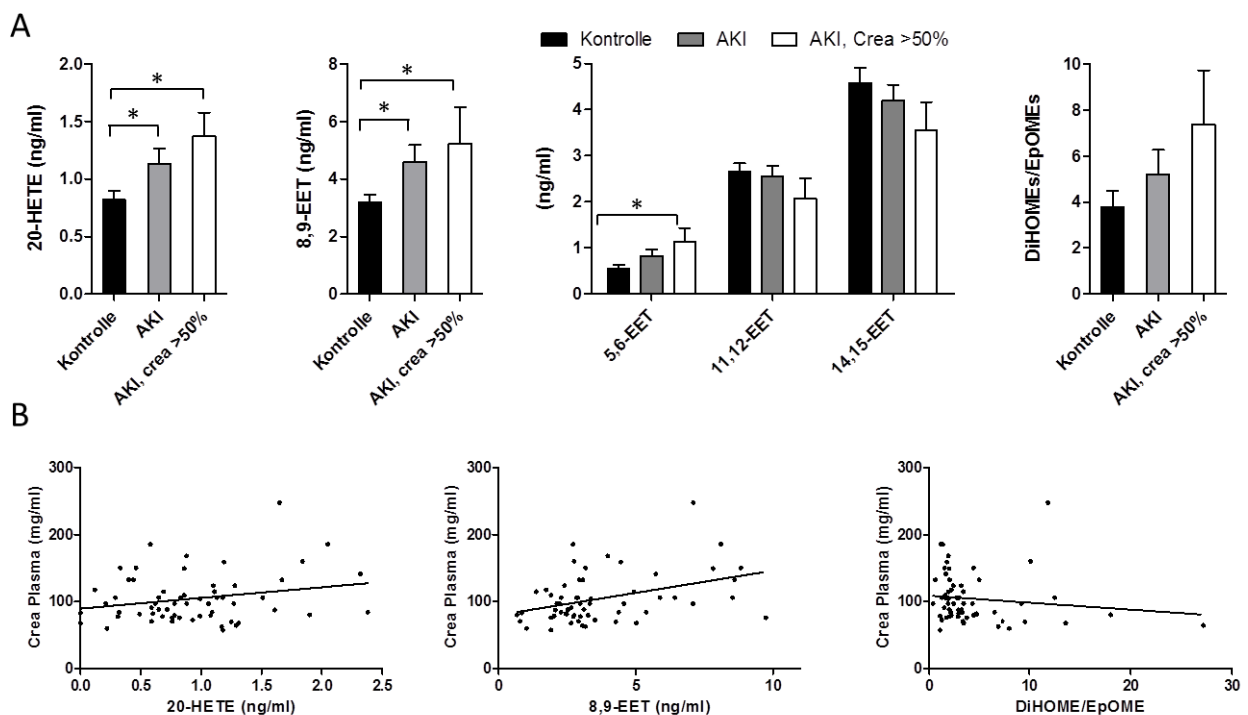 A
Kontrolle AKI AKI, Crea >50%
20-HETE (ng/ml)
2.0
1.5
1.0
0.5
0.0
*
*
Kontrolle
AKI
AKI, crea >50%
8,9-EET (ng/ml)
8
6
4
2
0
*
*
Kontrolle
AKI
AKI, crea >50%
(ng/ml)
5
4
3
2
1
0
*
5,6-EET
11,12-EET
14,15-EET
DiHOMEs/EpOMEs
10
8
6
4
2
0
Kontrolle
AKI
AKI, crea >50%
B
Crea Plasma (mg/ml)
300
200
100
0
0.0 0.5 1.0 1.5 2.0 2.5
20-HETE (ng/ml)
Crea Plasma (mg/ml)
300
200
100
0
0 5 10
8,9-EET (ng/ml)
Crea Plasma (mg/ml)
300
200
100
0
0 10 20 30
DiHOME/EpOME